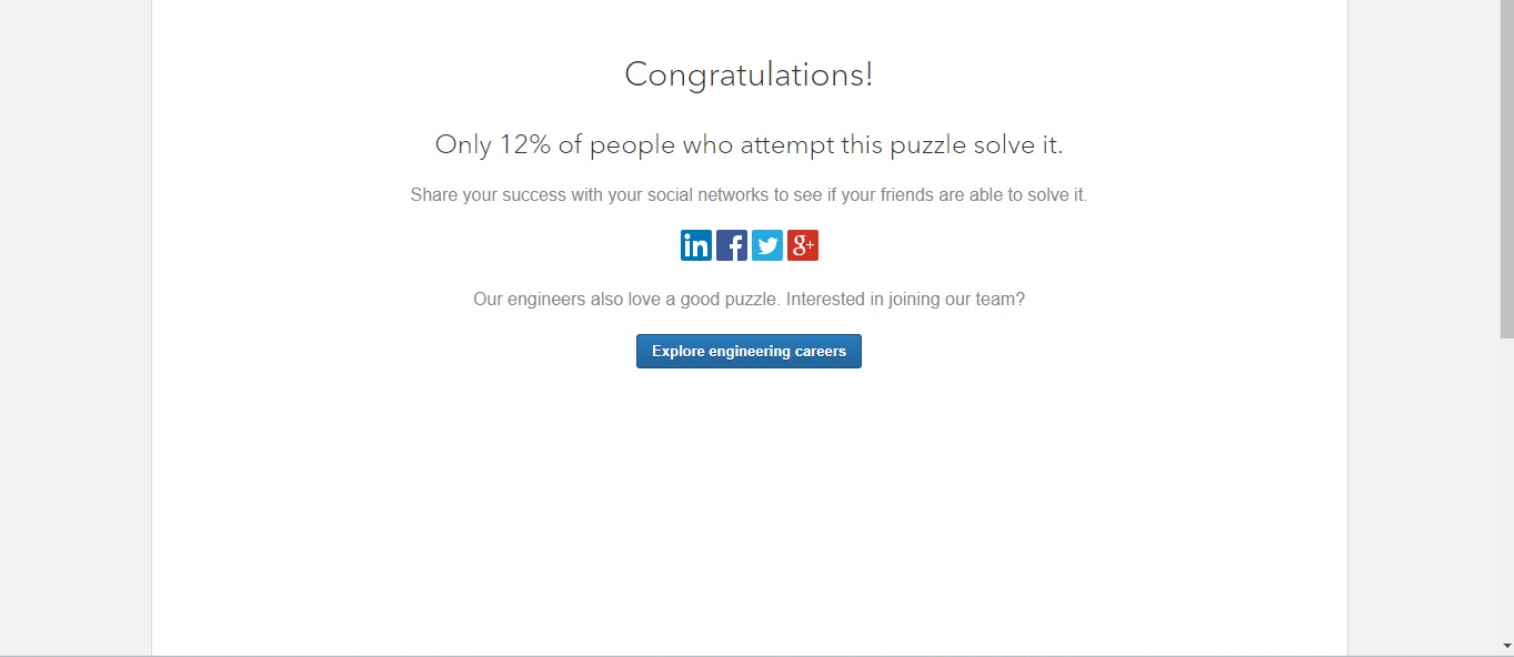 Congratulations!
Only 12% of people who attempt this puzzle solve it.
Share your success with your social networks to see if your friends are able to solve it.
in f g+
Our engineers also love a good puzzle. Interested in joining our team?
Explore engineering careers